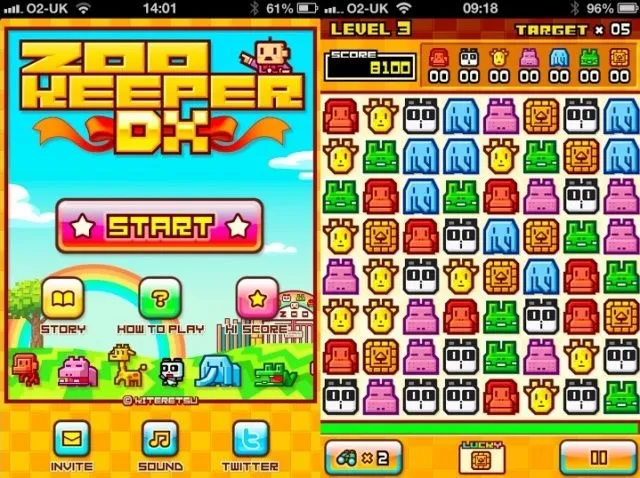 O2-UK 14:01 61%
ZOO
KEEPER
DX
START
STORY
HOW TO PLAY
HI SCORE
© KITERETSU
INVITE
SOUND
TWITTER
O2-UK 09:18 96%
LEVEL 3 TARGET × 05
SCORE
8100
00 00 00 00 00 00 00
× 2
LUCKY